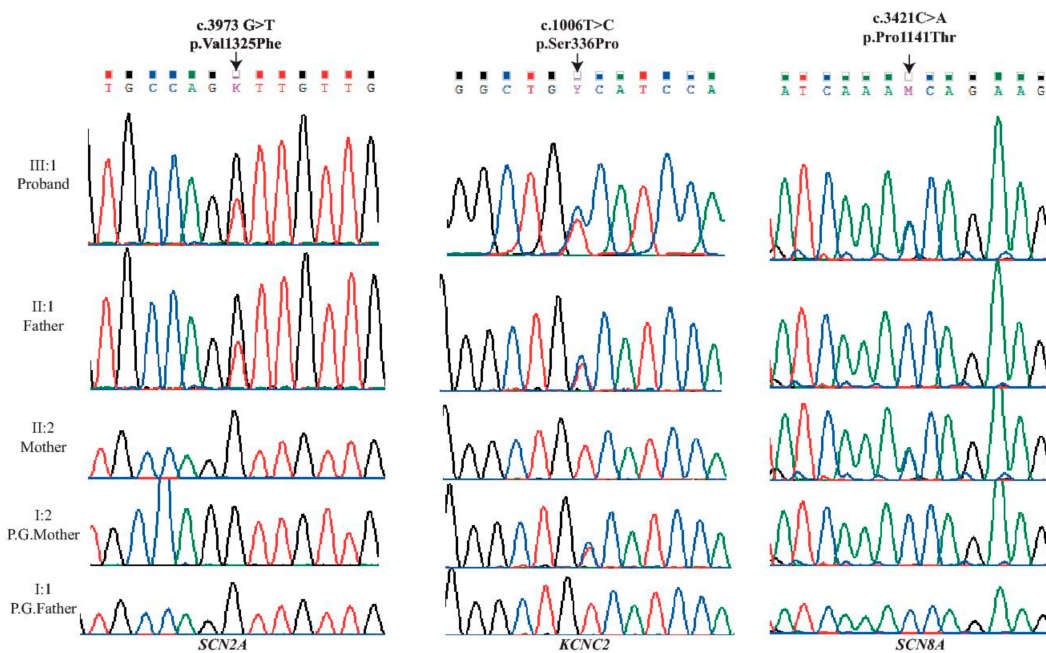 c.3973 G>T
p.Val1325Phe
c.1006T>C
p.Ser336Pro
c.3421C>A
p.Pro1141Thr
T G C C A G K T T G T T G
G G C T G Y C A T C C A
A T C A A A M C A G A A G
III:1
Proband
II:1
Father
II:2
Mother
I:2
P.G.Mother
I:1
P.G.Father
SCN2A
KCNC2
SCN8A